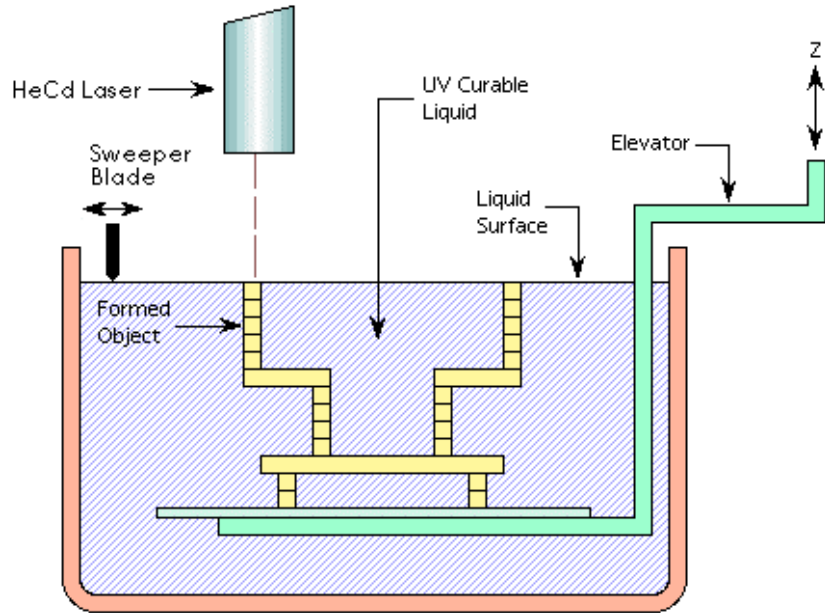 HeCd Laser
Sweeper
Blade
UV Curable
Liquid
Z
Elevator
Liquid
Surface
Formed
Object